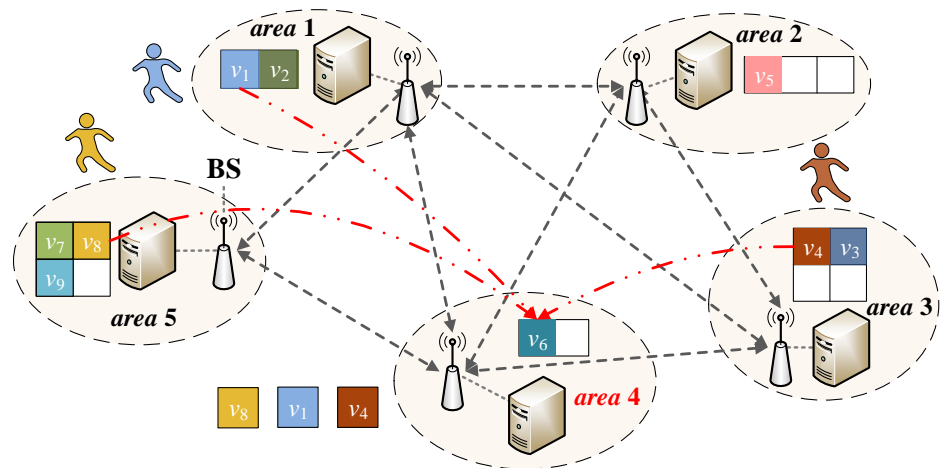 area 1
v1 v2
area 2
v5
BS
v7 v8
v9
area 5
v4 v3
area 3
v6
area 4
v8 v1 v4